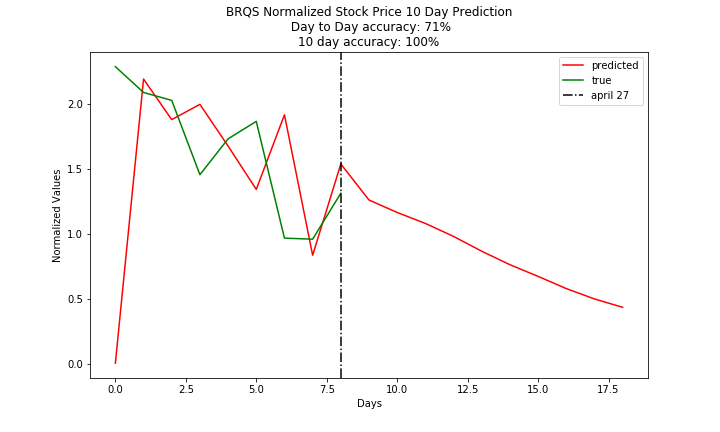 BRQS Normalized Stock Price 10 Day Prediction
Day to Day accuracy: 71%
10 day accuracy: 100%
predicted
true
april 27
Normalized Values
2.0
1.5
1.0
0.5
0.0
0.0 2.5 5.0 7.5 10.0 12.5 15.0 17.5
Days